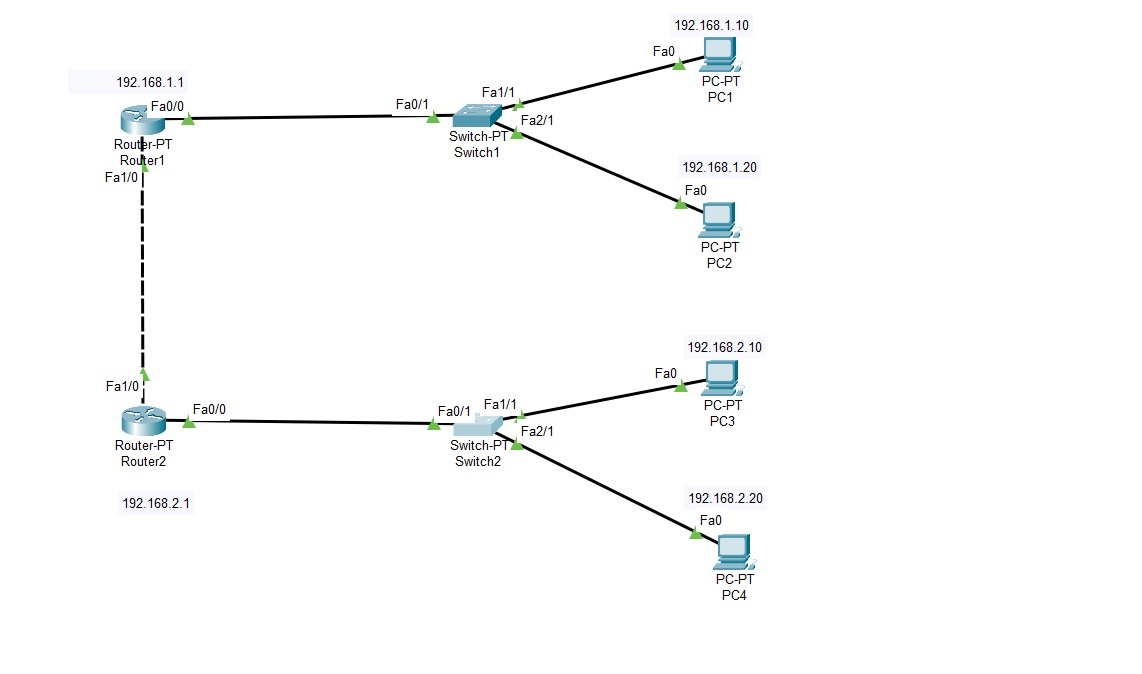 192.168.1.10
Fa0
PC-PT
PC1
192.168.1.1
Fa0/0
Router-PT
Router1
Fa1/0
Fa0/1
Fa1/1
Fa2/1
Switch-PT
Switch1
192.168.1.20
Fa0
PC-PT
PC2
192.168.2.10
Fa0
PC-PT
PC3
Fa1/0
Fa0/0
Router-PT
Router2
192.168.2.1
Fa0/1
Fa1/1
Fa2/1
Switch-PT
Switch2
192.168.2.20
Fa0
PC-PT
PC4